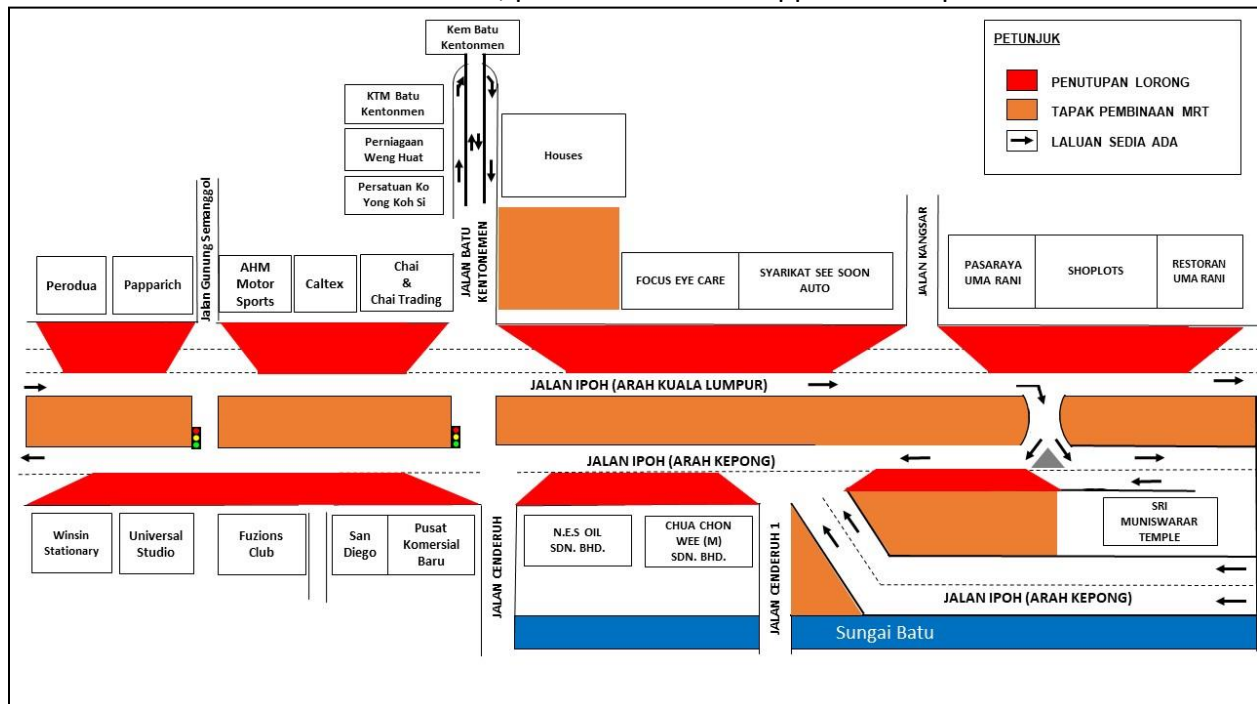 Kem Batu
Kentonmen
KTM Batu
Kentonmen
Perniagaan
Weng Huat
Persatuan Ko
Yong Koh Si
Houses
PETUNJUK
PENUTUPAN LORONG
TAPAK PEMBINAAN MRT
LALUAN SEDIA ADA
Jalan Gunung Semanggol
JALAN BATU
KENTONEMEN
JALAN KANGSAR
Perodua
Papparich
AHM
Motor
Sports
Caltex
Chai
&
Chai Trading
FOCUS EYE CARE
SYARIKAT SEE SOON
AUTO
PASARAYA
UMA RANI
SHOPLOTS
RESTORAN
UMA RANI
JALAN IPOH (ARAH KUALA LUMPUR)
JALAN IPOH (ARAH KEPONG)
Winsin
Stationary
Universal
Studio
Fuzions
Club
San
Diego
Pusat
Komersial
Baru
JALAN CENDERUH
N.E.S OIL
SDN. BHD.
CHUA CHON
WEE (M)
SDN. BHD.
JALAN CENDERUH 1
SRI
MUNISWARAR
TEMPLE
JALAN IPOH (ARAH KEPONG)
Sungai Batu